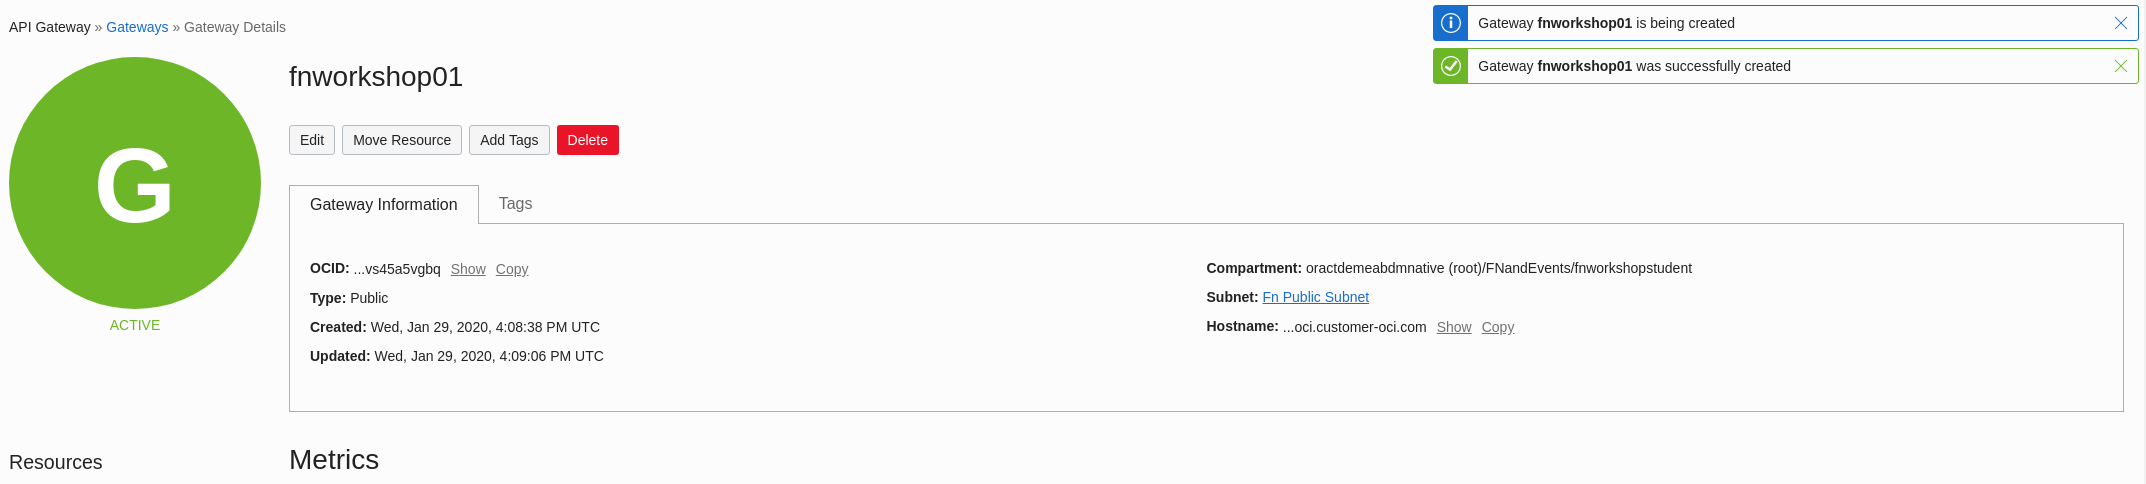 API Gateway » Gateways » Gateway Details
Gateway fnworkshop01 is being created
Gateway fnworkshop01 was successfully created
G
ACTIVE
fnworkshop01
Edit Move Resource Add Tags Delete
Gateway Information Tags
OCID: ...vs45a5vgbq Show Copy
Type: Public
Created: Wed, Jan 29, 2020, 4:08:38 PM UTC
Updated: Wed, Jan 29, 2020, 4:09:06 PM UTC
Compartment: oractdemeabdmnative (root)/FNandEvents/fnworkshopstudent
Subnet: Fn Public Subnet
Hostname: ...oci.customer-oci.com Show Copy
Resources
Metrics